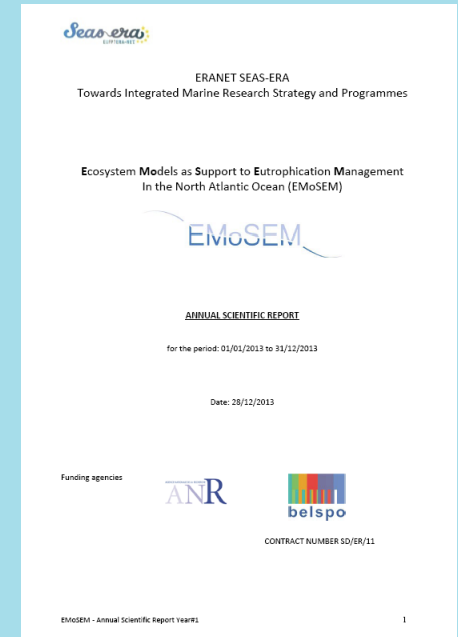 Seas-era
ERANET SEAS-ERA
Towards Integrated Marine Research Strategy and Programmes
Ecosystem Models as Support to Eutrophication Management
In the North Atlantic Ocean (EMoSEM)
EMoSEM
ANNUAL SCIENTIFIC REPORT
for the period: 01/01/2013 to 31/12/2013
Date: 28/12/2013
Funding agencies
ANR
belspo
CONTRACT NUMBER SD/ER/11
EMoSEM - Annual Scientific Report Year#1 1